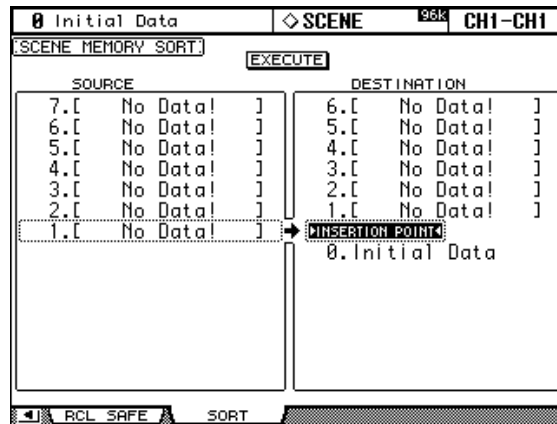 0 Initial Data ◇SCENE 96k CH1-CH1
SCENE MEMORY SORT
EXECUTE
SOURCE DESTINATION
7.[ No Data! ] 6.[ No Data! ]
6.[ No Data! ] 5.[ No Data! ]
5.[ No Data! ] 4.[ No Data! ]
4.[ No Data! ] 3.[ No Data! ]
3.[ No Data! ] 2.[ No Data! ]
2.[ No Data! ] 1.[ No Data! ]
1.[ No Data! ] INSERTION POINT
0.Initial Data
RCL SAFE SORT